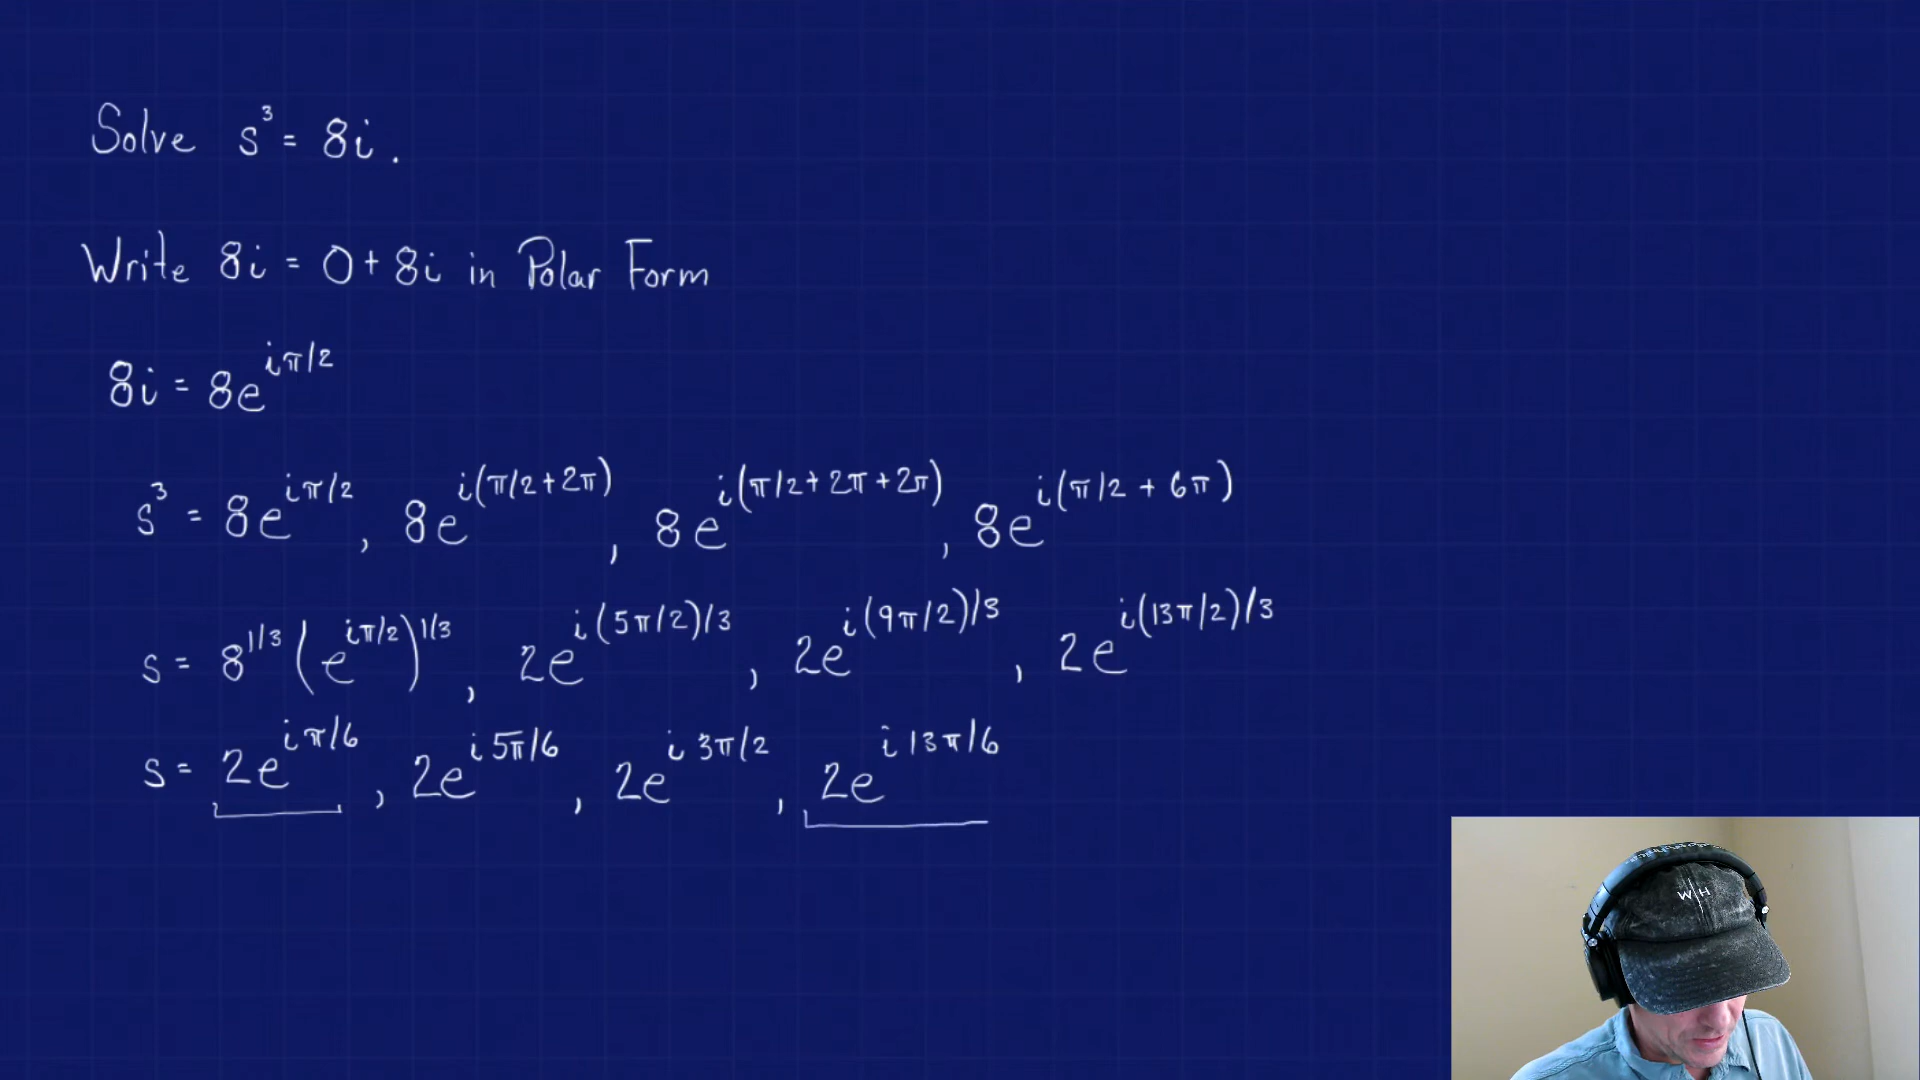 Solve s³ = 8i.
Write 8i = 0 + 8i in Polar Form
8i = 8e^{iπ/2}
s³ = 8e^{iπ/2}, 8e^{i(π/2+2π)}, 8e^{i(π/2+2π+2π)}, 8e^{i(π/2+6π)}
s = 8^{1/3}(e^{iπ/2})^{1/3}, 2e^{i(5π/2)/3}, 2e^{i(9π/2)/3}, 2e^{i(13π/2)/3}
s = 2e^{iπ/6}, 2e^{i5π/6}, 2e^{i3π/2}, 2e^{i13π/6}
W|H